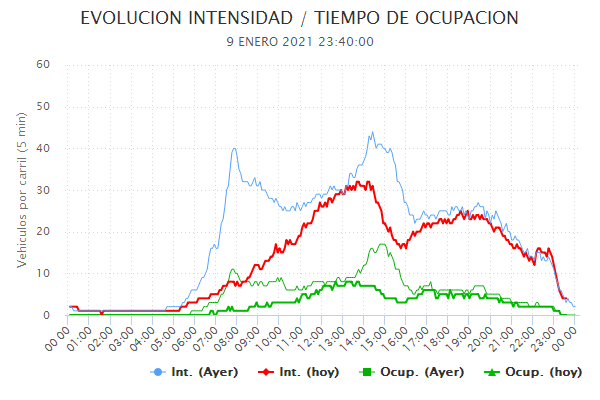 EVOLUCION INTENSIDAD / TIEMPO DE OCUPACION
9 ENERO 2021 23:40:00
Vehiculos por carril (5 min)
60
50
40
30
20
10
0
00:00 01:00 02:00 03:00 04:00 05:00 06:00 07:00 08:00 09:00 10:00 11:00 12:00 13:00 14:00 15:00 16:00 17:00 18:00 19:00 20:00 21:00 22:00 23:00 00:00
Int. (Ayer) Int. (hoy) Ocup. (Ayer) Ocup. (hoy)